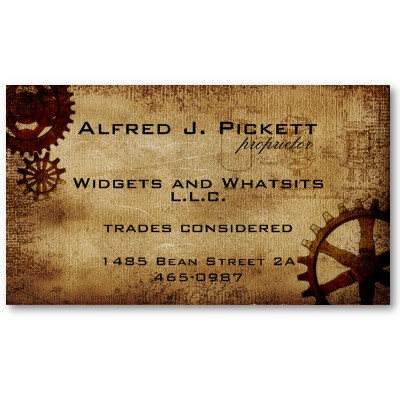 Alfred J. Pickett
proprietor
Widgets and Whatsits
L.L.C.
trades considered
1485 Bean Street 2A
465-0987